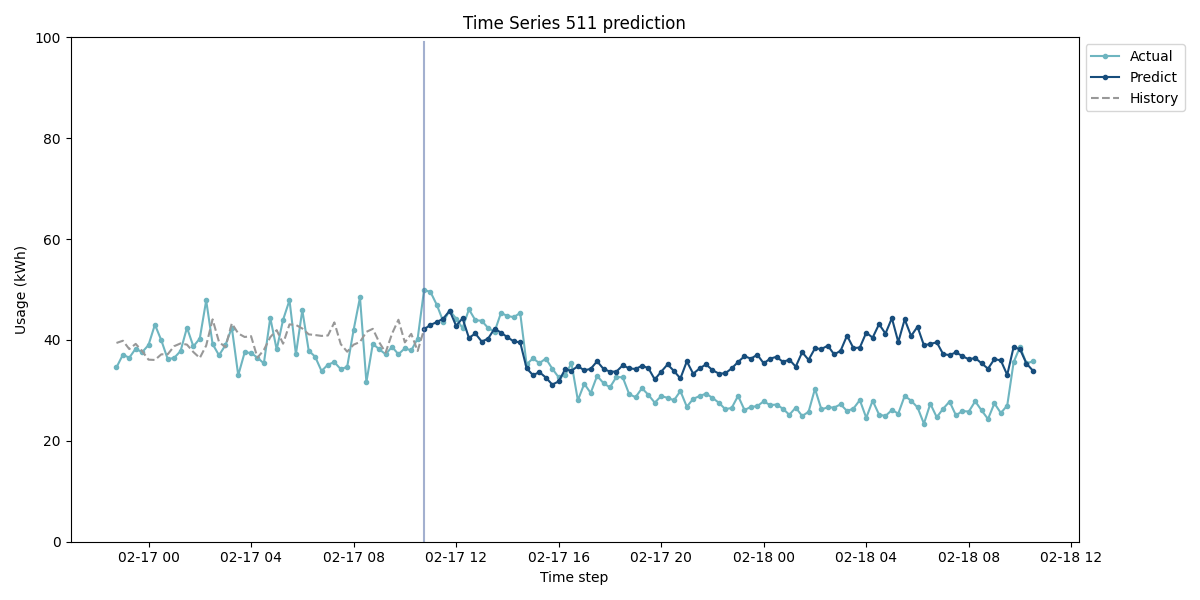 Time Series 511 prediction
100
80
60
40
20
0
Usage (kWh)
02-17 00
02-17 04
02-17 08
02-17 12
02-17 16
02-17 20
02-18 00
02-18 04
02-18 08
02-18 12
Time step
Actual
Predict
History